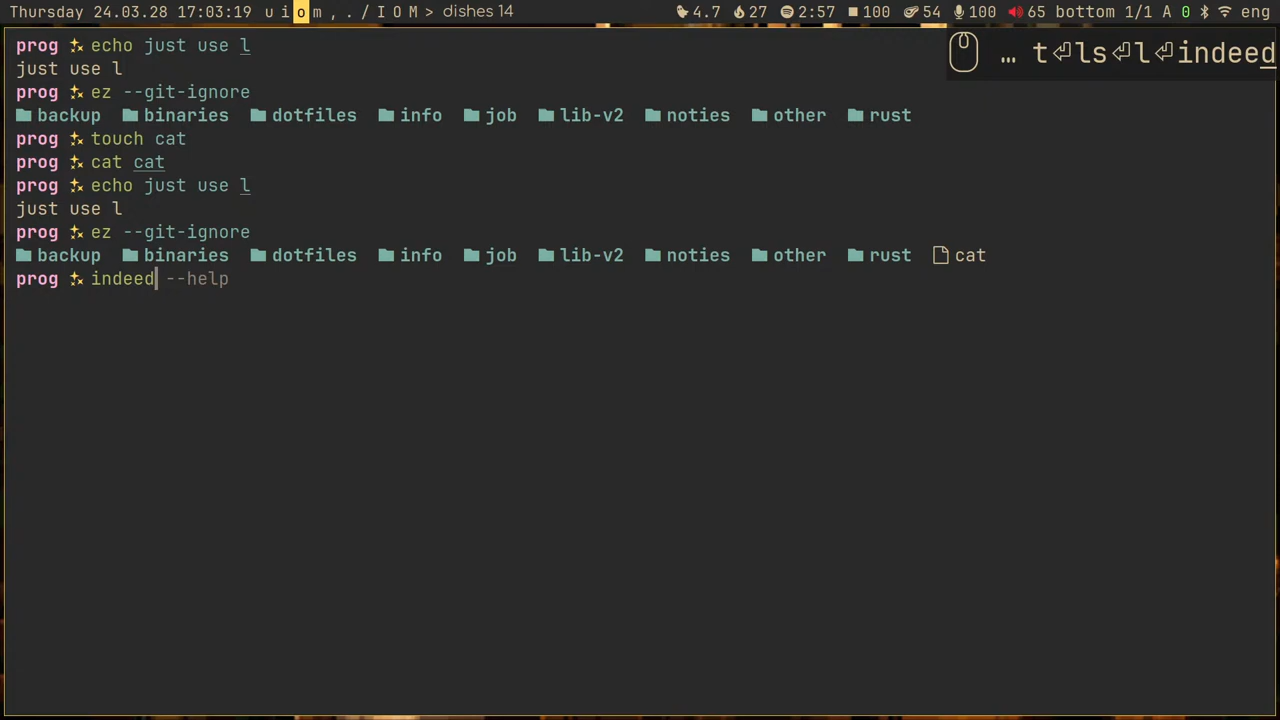 Thursday 24.03.28 17:03:19 u i o m , . / I O M > dishes 14 4.7 27 2:57 100 54 100 65 bottom 1/1 A 0 eng
… t⏎ls⏎l⏎indeed
prog ✨ echo just use l
just use l
prog ✨ ez --git-ignore
backup binaries dotfiles info job lib-v2 noties other rust
prog ✨ touch cat
prog ✨ cat cat
prog ✨ echo just use l
just use l
prog ✨ ez --git-ignore
backup binaries dotfiles info job lib-v2 noties other rust cat
prog ✨ indeed --help